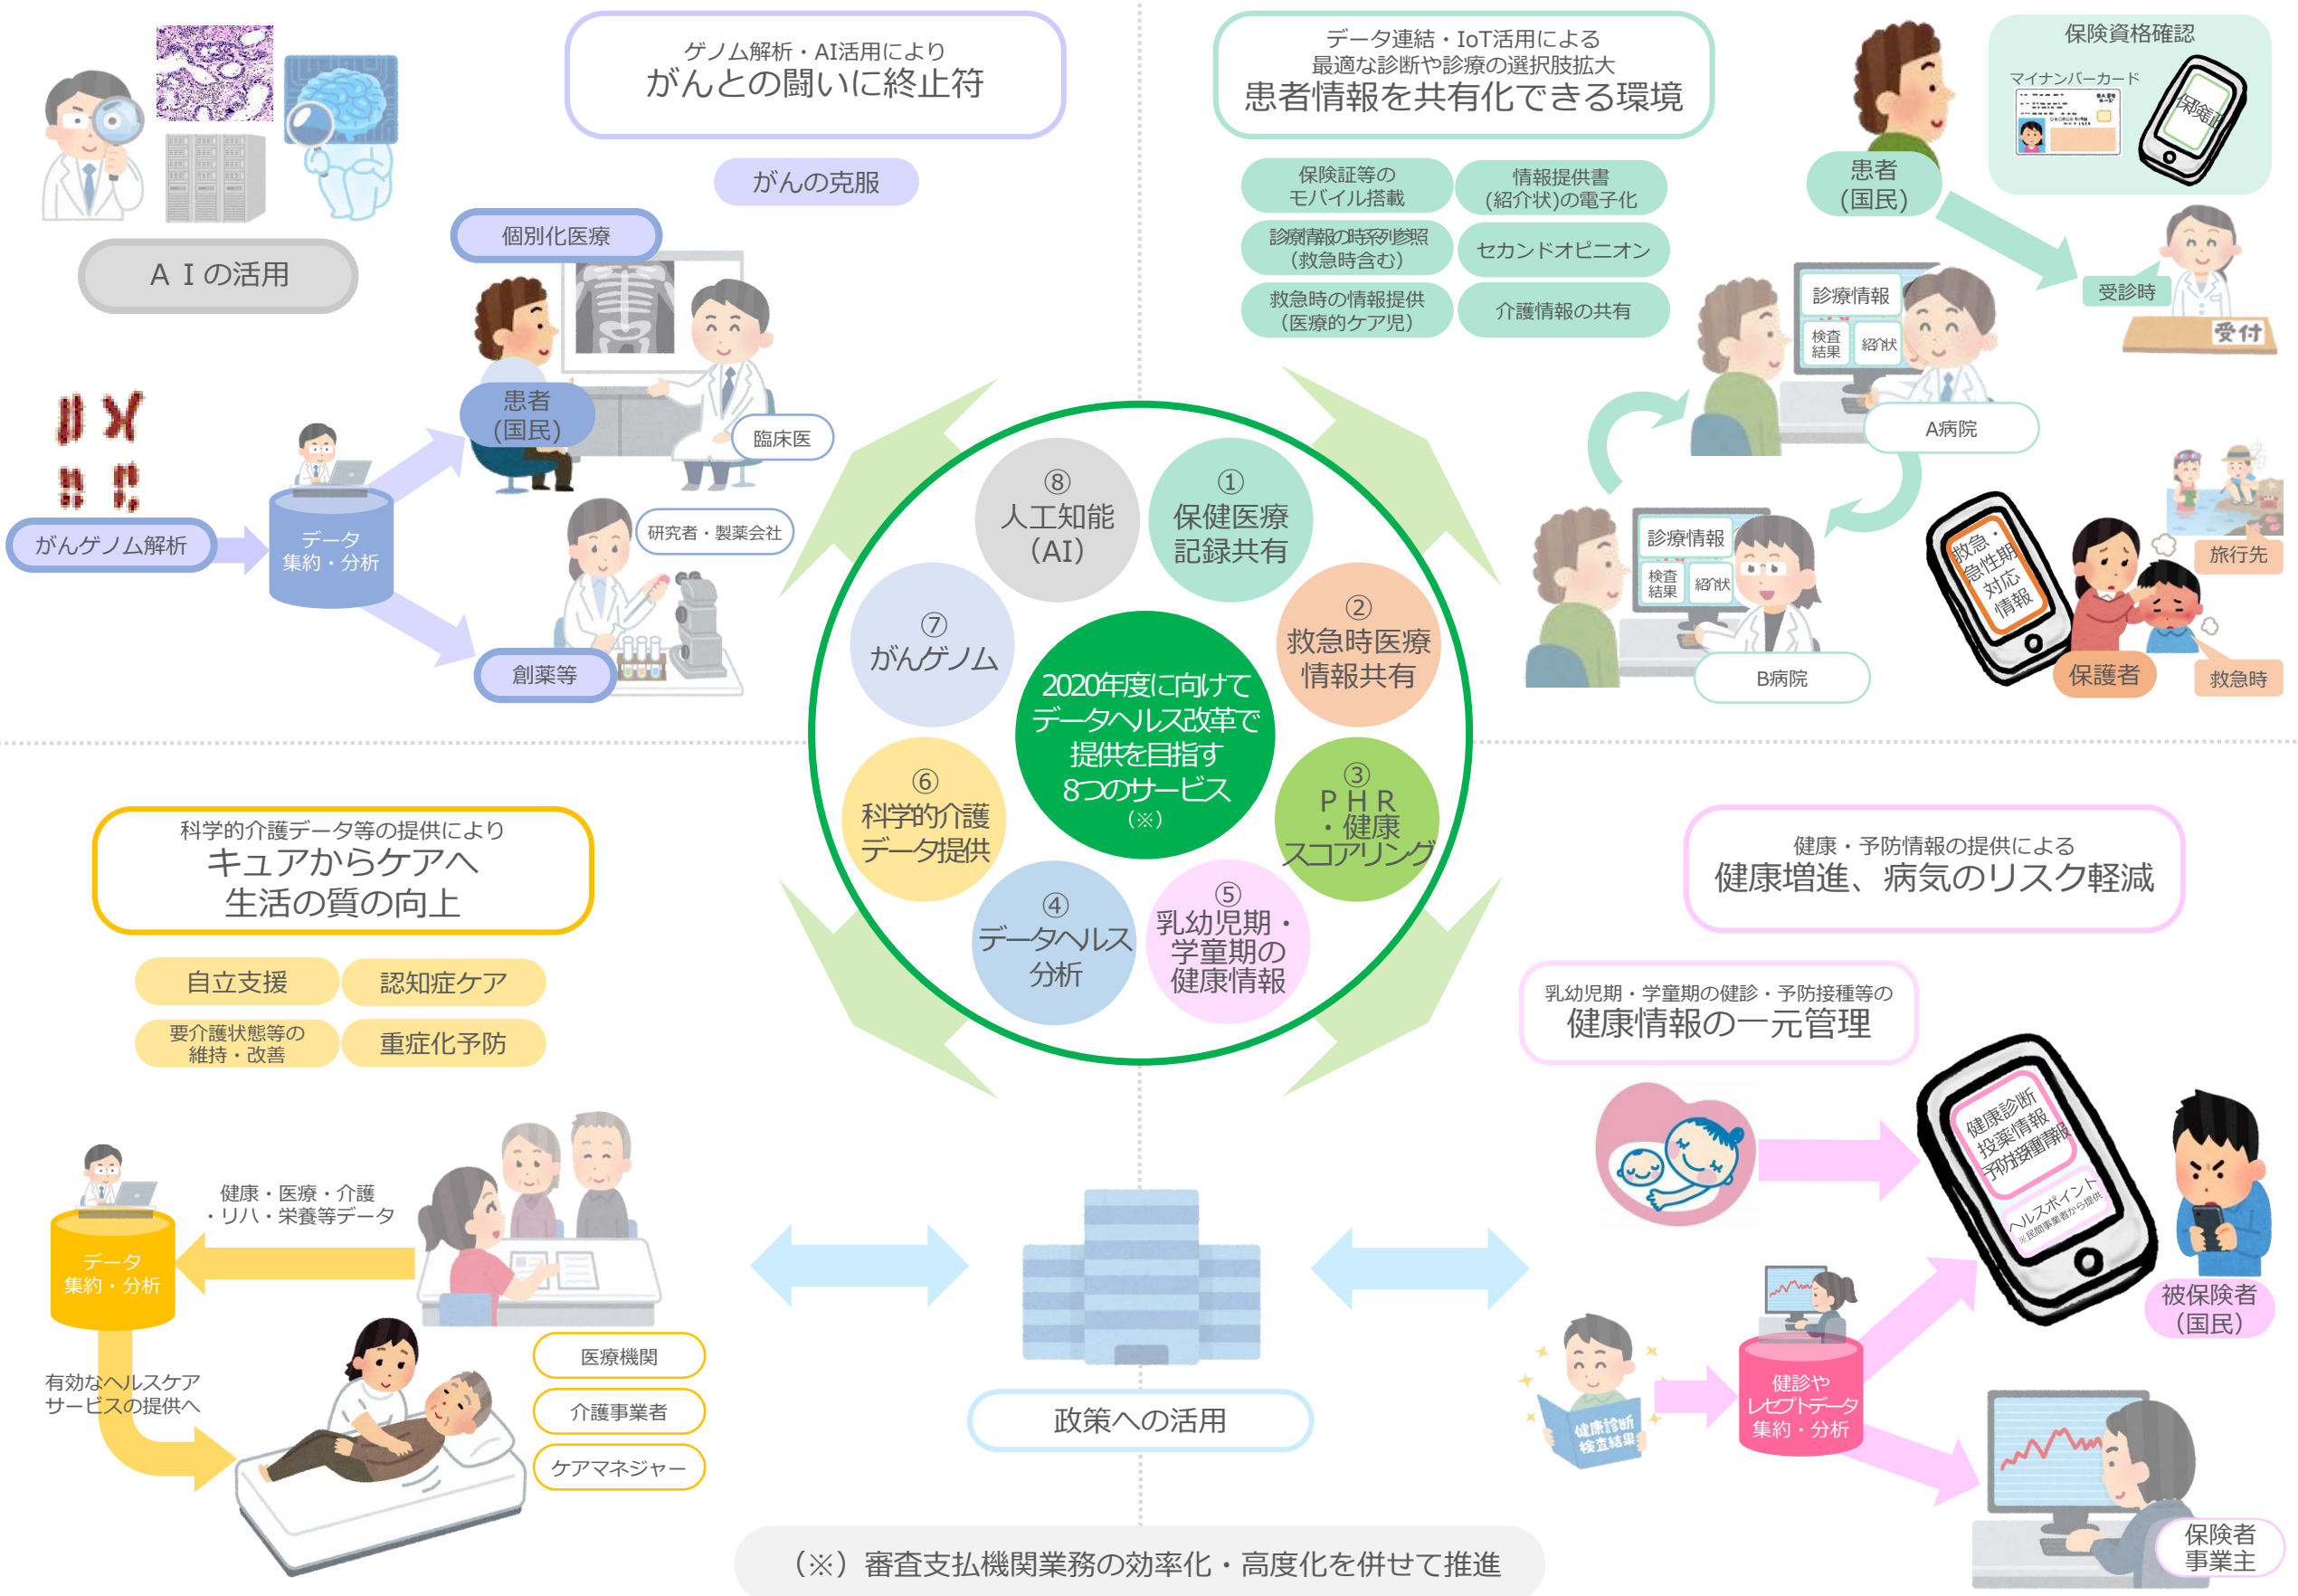 ゲノム解析・AI活用により
がんとの闘いに終止符
がんの克服
ＡＩの活用
個別化医療
患者
(国民)
臨床医
研究者・製薬会社
がんゲノム解析
データ
集約・分析
創薬等
データ連結・IoT活用による
最適な診断や診療の選択肢拡大
患者情報を共有化できる環境
保険証等の
モバイル搭載
情報提供書
(紹介状)の電子化
診療情報の時系列参照
（救急時含む）
セカンドオピニオン
救急時の情報提供
（医療的ケア児）
介護情報の共有
患者
(国民)
保険資格確認
マイナンバーカード
保険証
受診時
受付
診療情報
検査
結果
紹介状
A病院
診療情報
検査
結果
紹介状
B病院
救急・
急性期
対応
情報
旅行先
保護者
救急時
①
保健医療
記録共有
②
救急時医療
情報共有
③
ＰＨＲ
・健康
スコアリング
⑤
乳幼児期・
学童期の
健康情報
④
データヘルス
分析
⑥
科学的介護
データ提供
⑦
がんゲノム
⑧
人工知能
（AI）
2020年度に向けて
データヘルス改革で
提供を目指す
8つのサービス
（※）
科学的介護データ等の提供により
キュアからケアへ
生活の質の向上
自立支援
認知症ケア
要介護状態等の
維持・改善
重症化予防
健康・医療・介護
・リハ・栄養等データ
データ
集約・分析
有効なヘルスケア
サービスの提供へ
医療機関
介護事業者
ケアマネジャー
政策への活用
健康・予防情報の提供による
健康増進、病気のリスク軽減
乳幼児期・学童期の健診・予防接種等の
健康情報の一元管理
健康診断
投薬情報
予防接種情報
ヘルスポイント
※民間事業者から提供
被保険者
（国民）
健康診断
検査結果
健診や
レセプトデータ
集約・分析
保険者
事業主
（※）審査支払機関業務の効率化・高度化を併せて推進